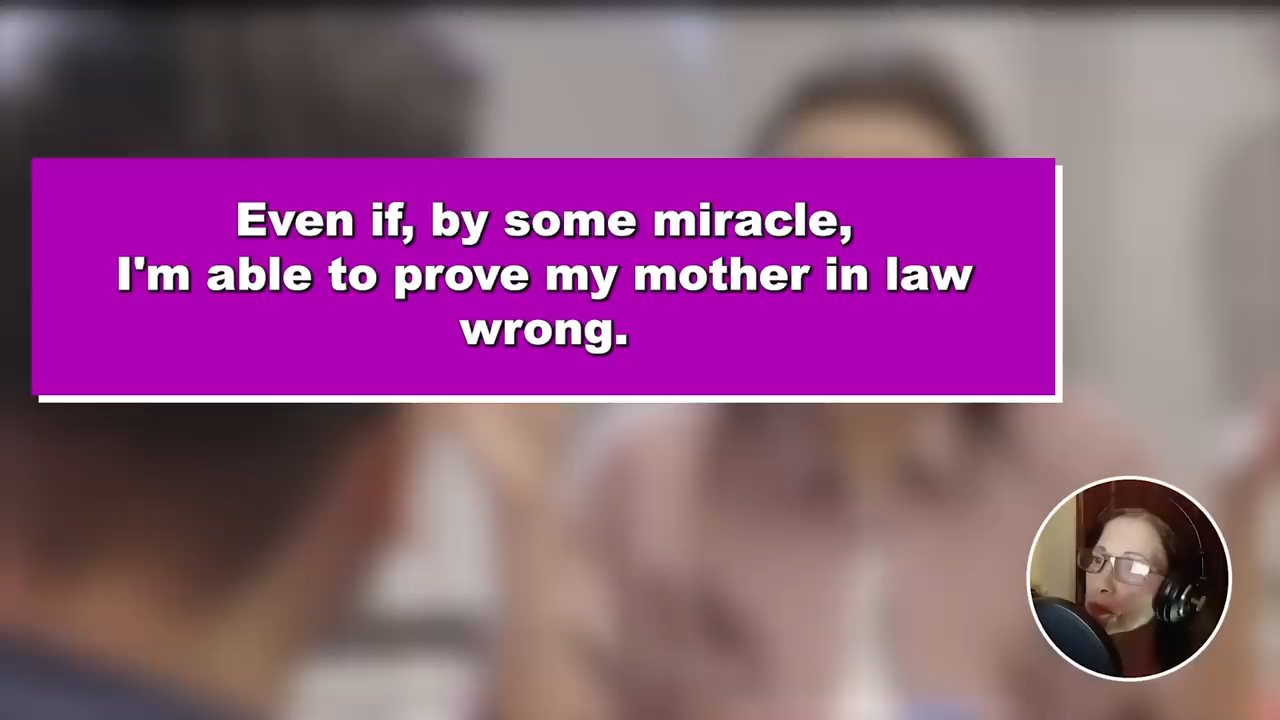 Even if, by some miracle,
I'm able to prove my mother in law
wrong.